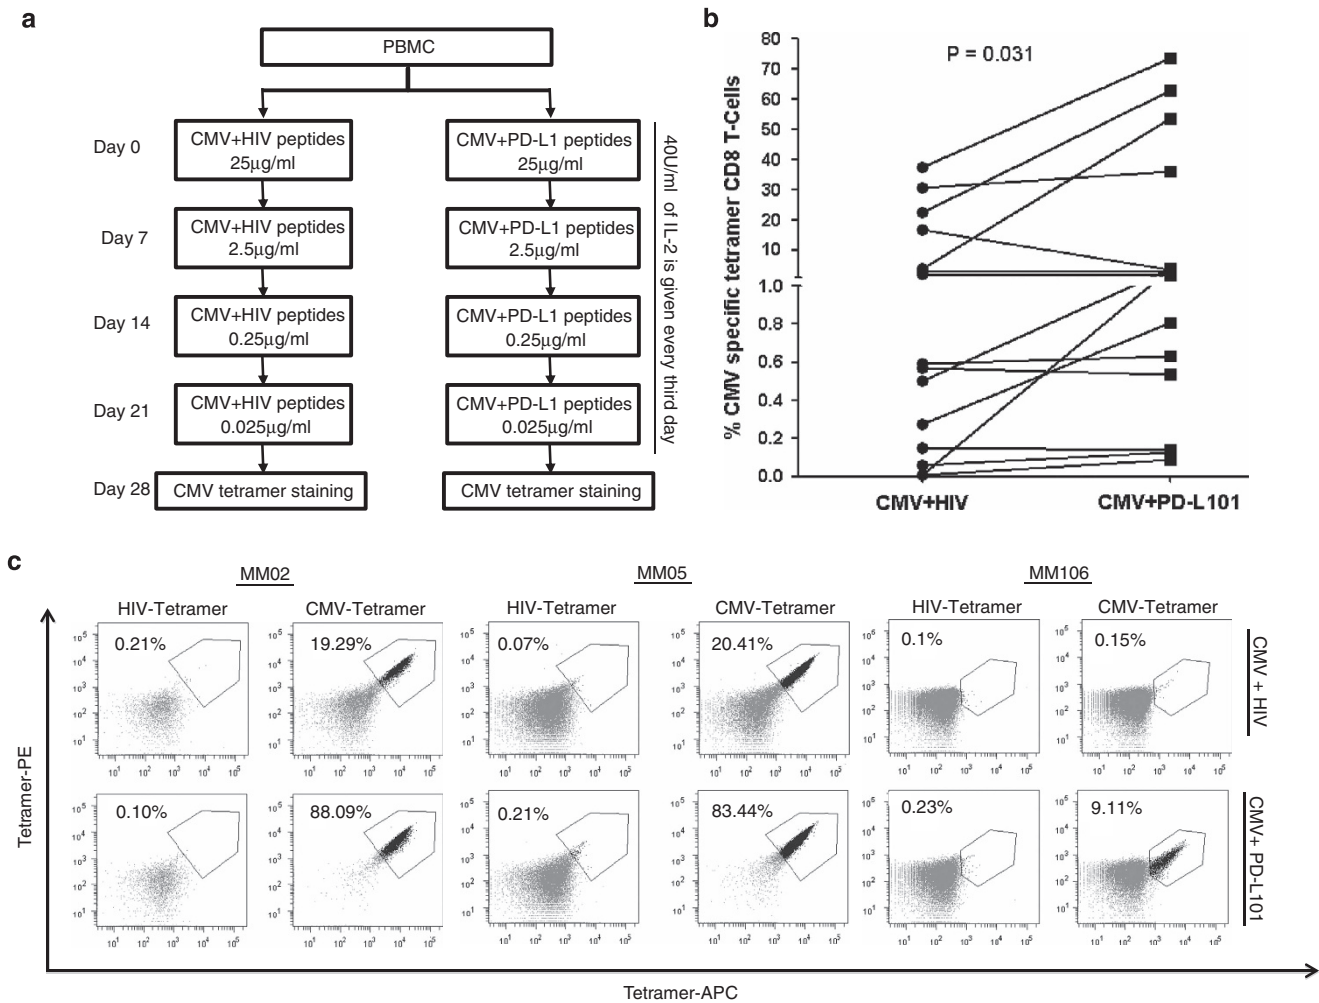 a
PBMC
Day 0
CMV+HIV peptides
25µg/ml
CMV+PD-L1 peptides
25µg/ml
Day 7
CMV+HIV peptides
2.5µg/ml
CMV+PD-L1 peptides
2.5µg/ml
Day 14
CMV+HIV peptides
0.25µg/ml
CMV+PD-L1 peptides
0.25µg/ml
Day 21
CMV+HIV peptides
0.025µg/ml
CMV+PD-L1 peptides
0.025µg/ml
Day 28
CMV tetramer staining
CMV tetramer staining
40U/ml of IL-2 is given every third day
b
% CMV specific tetramer CD8 T-Cells
P = 0.031
80
70
60
50
40
30
20
10
1.0
0.8
0.6
0.4
0.2
0.0
CMV+HIV
CMV+PD-L101
c
MM02
MM05
MM106
HIV-Tetramer
CMV-Tetramer
HIV-Tetramer
CMV-Tetramer
HIV-Tetramer
CMV-Tetramer
0.21%
19.29%
0.07%
20.41%
0.1%
0.15%
CMV + HIV
0.10%
88.09%
0.21%
83.44%
0.23%
9.11%
CMV+ PD-L101
Tetramer-PE
Tetramer-APC